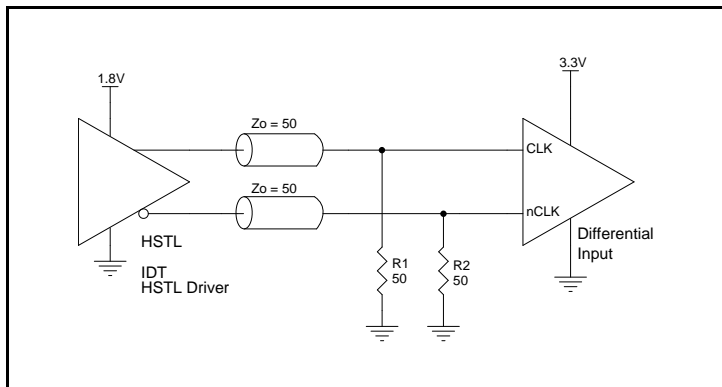 1.8V
3.3V
Zo = 50
CLK
Zo = 50
nCLK
HSTL
Differential
Input
IDT
HSTL Driver
R1
50
R2
50